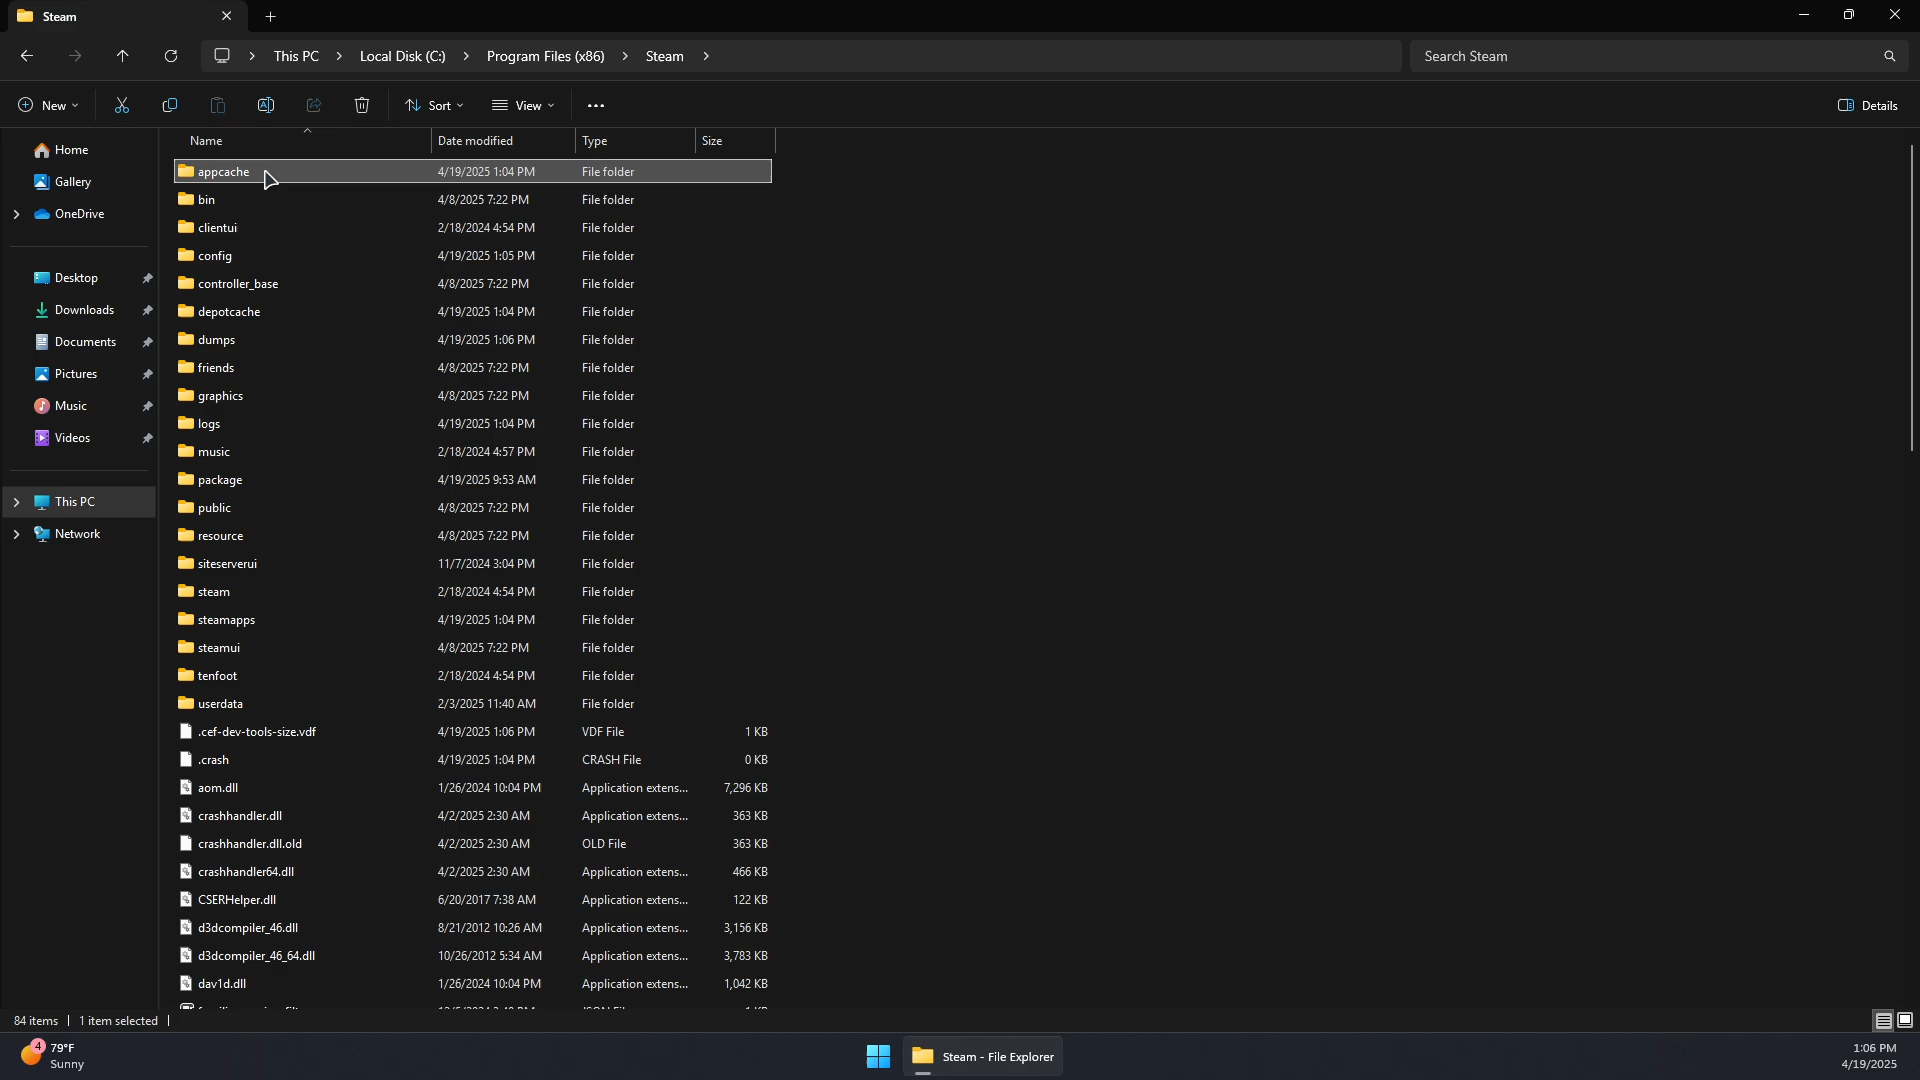 Steam
This PC > Local Disk (C:) > Program Files (x86) > Steam >
Search Steam
New
Sort
View
Details
Home
Gallery
OneDrive
Desktop
Downloads
Documents
Pictures
Music
Videos
This PC
Network
Name Date modified Type Size
appcache 4/19/2025 1:04 PM File folder
bin 4/8/2025 7:22 PM File folder
clientui 2/18/2024 4:54 PM File folder
config 4/19/2025 1:05 PM File folder
controller_base 4/8/2025 7:22 PM File folder
depotcache 4/19/2025 1:04 PM File folder
dumps 4/19/2025 1:06 PM File folder
friends 4/8/2025 7:22 PM File folder
graphics 4/8/2025 7:22 PM File folder
logs 4/19/2025 1:04 PM File folder
music 2/18/2024 4:57 PM File folder
package 4/19/2025 9:53 AM File folder
public 4/8/2025 7:22 PM File folder
resource 4/8/2025 7:22 PM File folder
siteserverui 11/7/2024 3:04 PM File folder
steam 2/18/2024 4:54 PM File folder
steamapps 4/19/2025 1:04 PM File folder
steamui 4/8/2025 7:22 PM File folder
tenfoot 2/18/2024 4:54 PM File folder
userdata 2/3/2025 11:40 AM File folder
.cef-dev-tools-size.vdf 4/19/2025 1:06 PM VDF File 1 KB
.crash 4/19/2025 1:04 PM CRASH File 0 KB
aom.dll 1/26/2024 10:04 PM Application extens... 7,296 KB
crashhandler.dll 4/2/2025 2:30 AM Application extens... 363 KB
crashhandler.dll.old 4/2/2025 2:30 AM OLD File 363 KB
crashhandler64.dll 4/2/2025 2:30 AM Application extens... 466 KB
CSERHelper.dll 6/20/2017 7:38 AM Application extens... 122 KB
d3dcompiler_46.dll 8/21/2012 10:26 AM Application extens... 3,156 KB
d3dcompiler_46_64.dll 10/26/2012 5:34 AM Application extens... 3,783 KB
dav1d.dll 1/26/2024 10:04 PM Application extens... 1,042 KB
84 items | 1 item selected |
4
79°F
Sunny
Steam - File Explorer
1:06 PM
4/19/2025